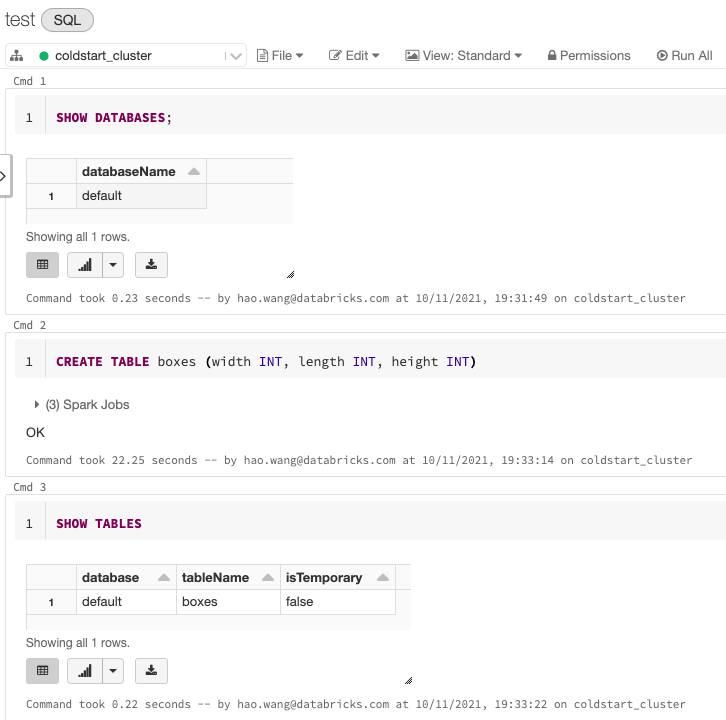 test SQL
coldstart_cluster File Edit View: Standard Permissions Run All
Cmd 1
1 SHOW DATABASES;
databaseName
1 default
Showing all 1 rows.
Command took 0.23 seconds -- by hao.wang@databricks.com at 10/11/2021, 19:31:49 on coldstart_cluster
Cmd 2
1 CREATE TABLE boxes (width INT, length INT, height INT)
(3) Spark Jobs
OK
Command took 22.25 seconds -- by hao.wang@databricks.com at 10/11/2021, 19:33:14 on coldstart_cluster
Cmd 3
1 SHOW TABLES
database tableName isTemporary
1 default boxes false
Showing all 1 rows.
Command took 0.22 seconds -- by hao.wang@databricks.com at 10/11/2021, 19:33:22 on coldstart_cluster